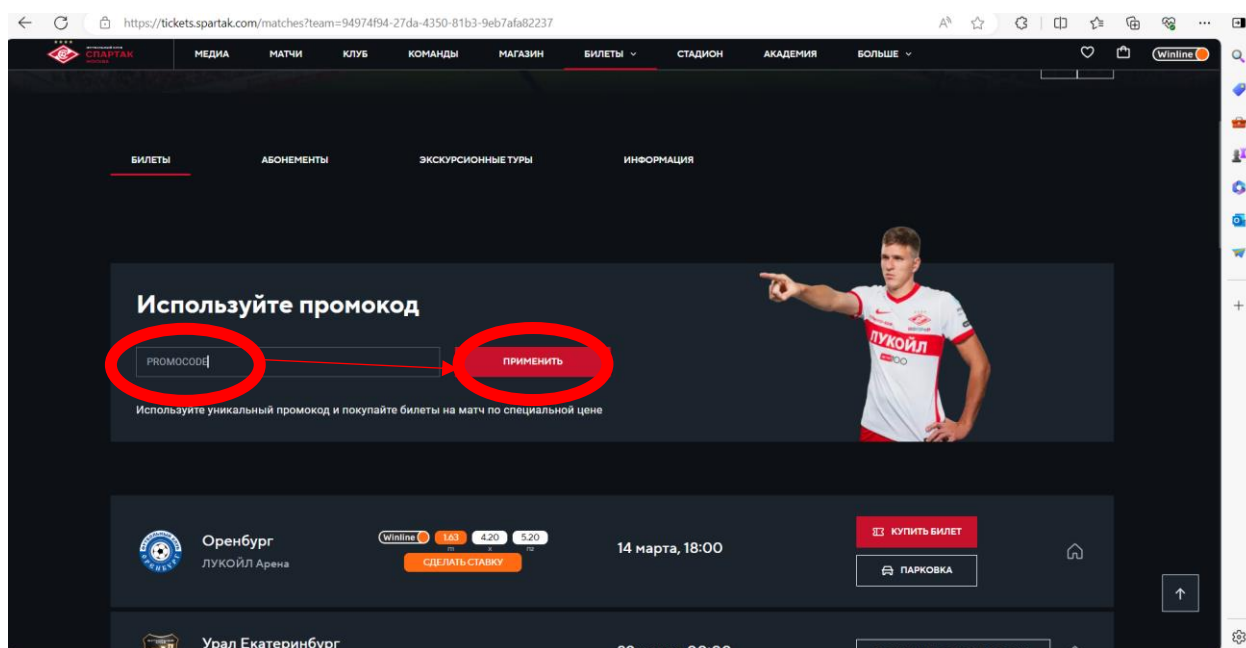 https://tickets.spartak.com/matches?team=94974f94-27da-4350-81b3-9eb7afa82237
СПАРТАК МЕДИА МАТЧИ КЛУБ КОМАНДЫ МАГАЗИН БИЛЕТЫ СТАДИОН АКАДЕМИЯ БОЛЬШЕ Winline
БИЛЕТЫ АБОНЕМЕНТЫ ЭКСКУРСИОННЫЕ ТУРЫ ИНФОРМАЦИЯ
Используйте промокод
PROMOCODE ПРИМЕНИТЬ
Используйте уникальный промокод и покупайте билеты на матч по специальной цене
ЛУКОЙЛ
Оренбург
ЛУКОЙЛ Арена
Winline 1.63 4.20 5.20
П1 X П2
СДЕЛАТЬ СТАВКУ
14 марта, 18:00
КУПИТЬ БИЛЕТ
ПАРКОВКА
Урал Екатеринбург